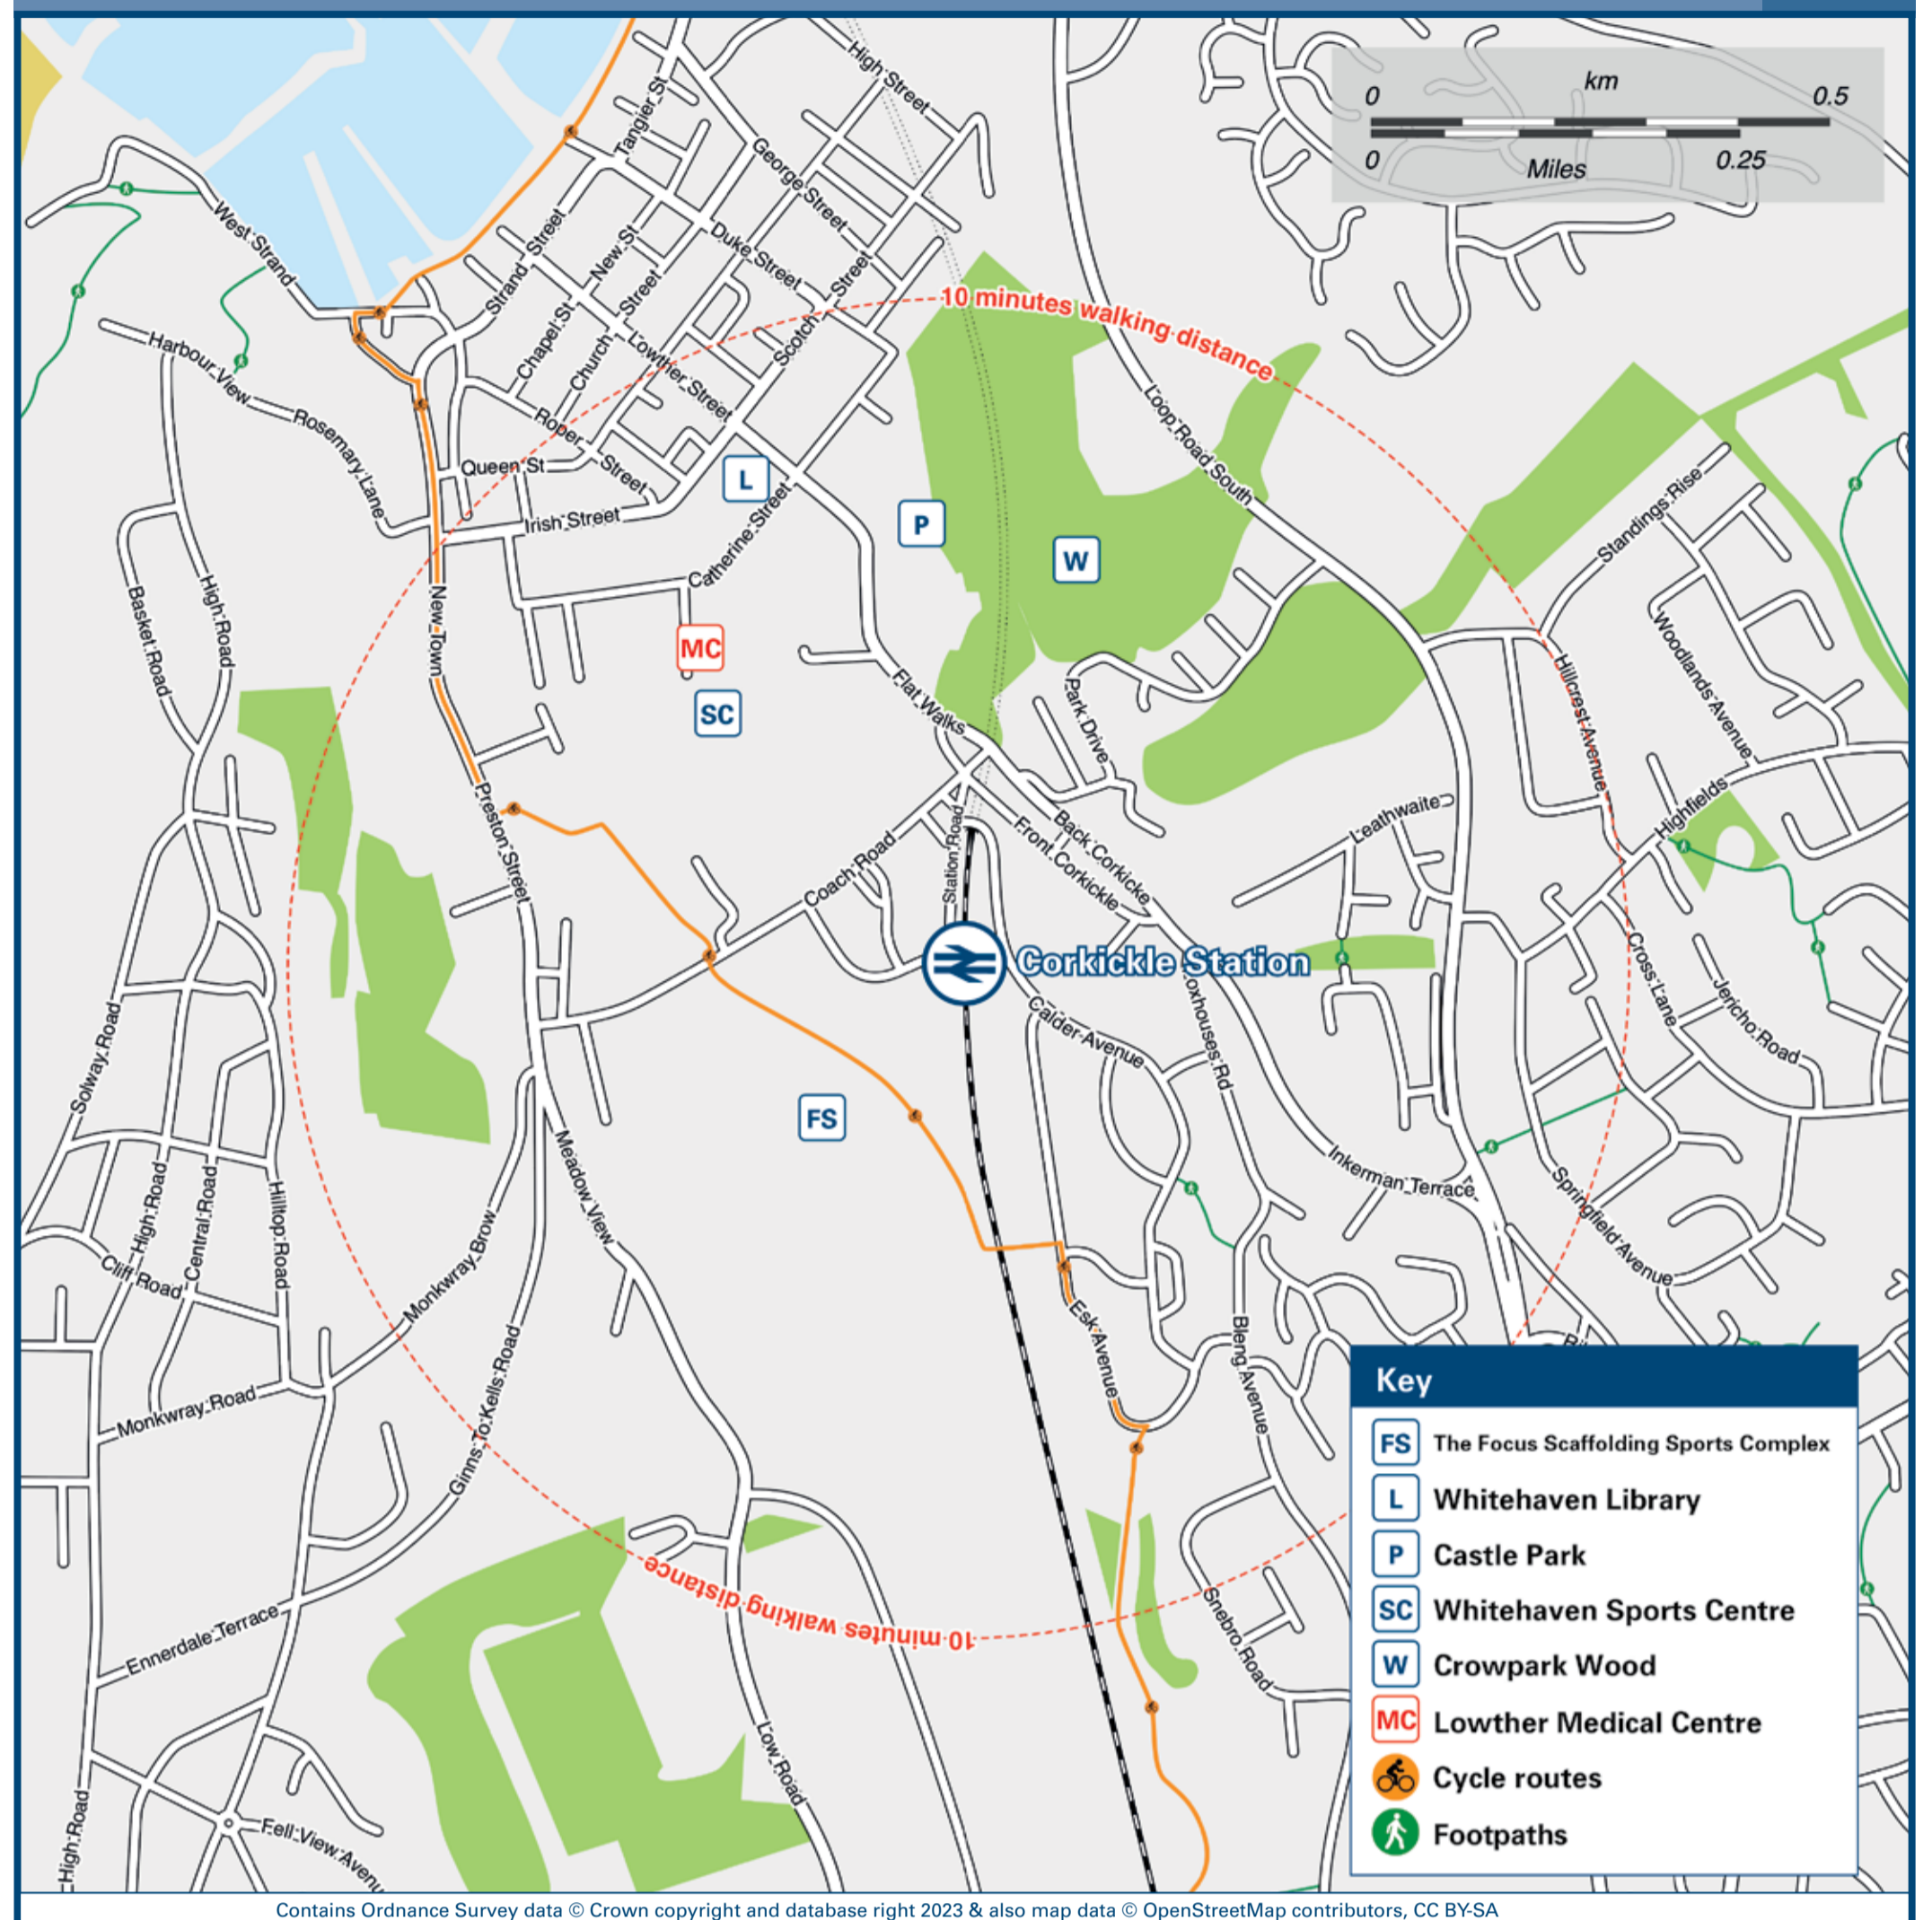 High Street
km
0
0.5
0
0.25
Miles
Tangier St
George Street
West Strand
Strand Street
New St
Duke Street
Scotch Street
Chapel St
Church Street
Lowther Street
10 minutes walking distance
Harbour View
Rosemary Lane
Roper Street
Queen St
Irish Street
Catherine Street
L
P
W
Loop Road South
Standings Rise
Woodlands Avenue
Hillcrest Avenue
Highfields
Basket Road
High Road
New Town
MC
SC
Flat Walks
Park Drive
Leathwaite
Preston Street
Coach Road
Station Road
Front Corkickle
Back Corkicke
Corkickle Station
Cross Lane
Jericho Road
Calder Avenue
oxhouses Rd
Solway Road
FS
Meadow View
Inkerman Terrace
Springfield Avenue
High Road
Central Road
Hilltop Road
Cliff Road
Monkwray Brow
Esk Avenue
Bleng Avenue
Monkwray Road
Ginns To Kells Road
10 minutes walking distance
Snebro Road
Ennerdale Terrace
Low Road
High Road
Fell View Avenu
Key
FS The Focus Scaffolding Sports Complex
L Whitehaven Library
P Castle Park
SC Whitehaven Sports Centre
W Crowpark Wood
MC Lowther Medical Centre
Cycle routes
Footpaths
Contains Ordnance Survey data © Crown copyright and database right 2023 & also map data © OpenStreetMap contributors, CC BY-SA